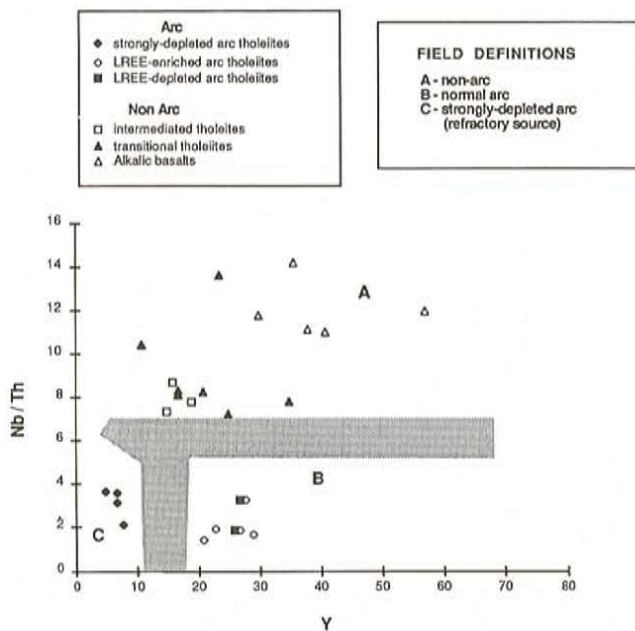 Arc
strongly-depleted arc tholeiites
LREE-enriched arc tholeiites
LREE-depleted arc tholeiites
Non Arc
intermediated tholeites
transitional tholeiites
Alkalic basalts
FIELD DEFINITIONS
A - non-arc
B - normal arc
C - strongly-depleted arc
(refractory source)
16
14
12
10
8
6
4
2
0
Nb / Th
A
B
C
0 10 20 30 40 50 60 70 80
Y